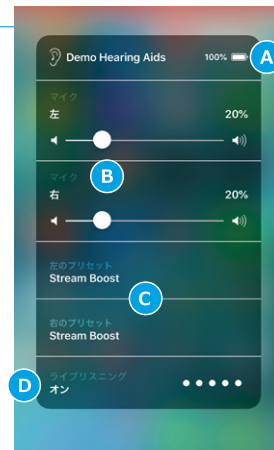 Demo Hearing Aids 100% A
マイク
左 20%
マイク B
右 20%
左のプリセット
Stream Boost
C
右のプリセット
Stream Boost
D ライブリスニング
オン